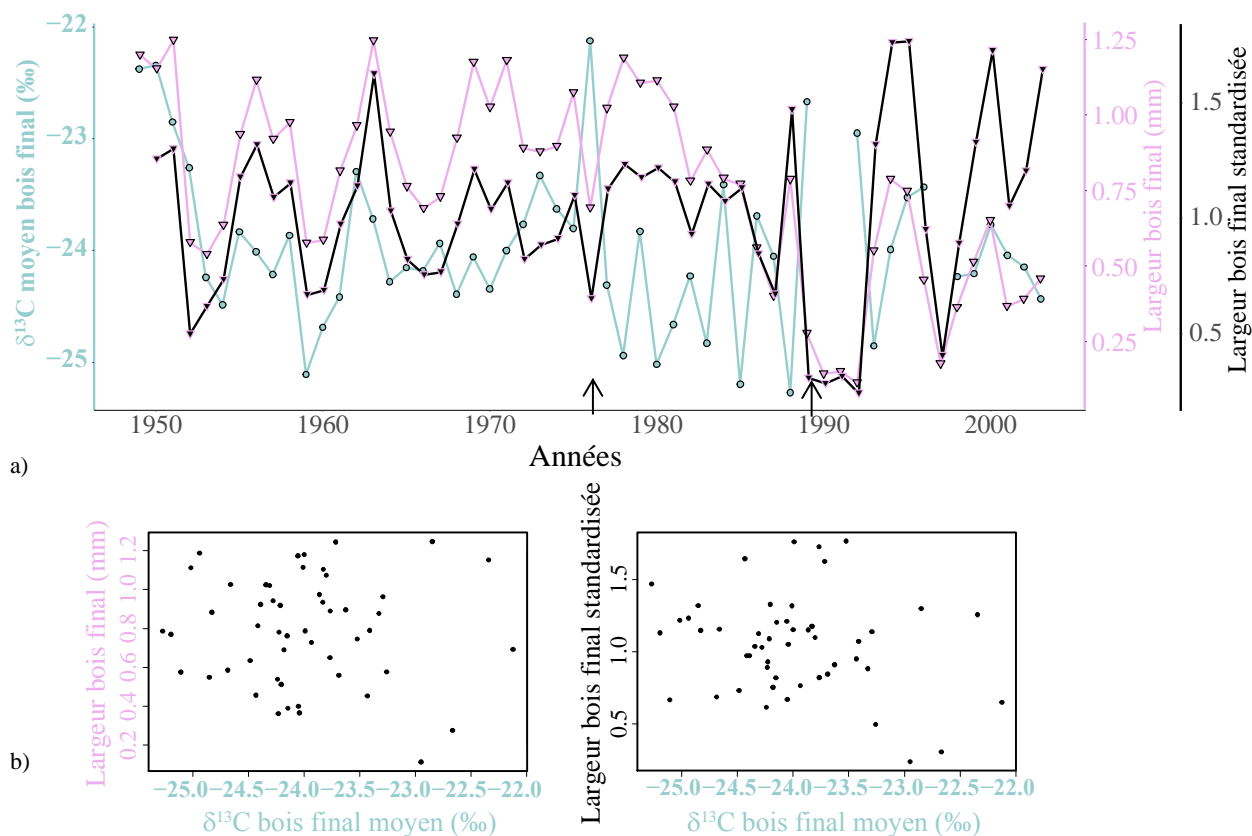 δ¹³C moyen bois final (‰)
−22
−23
−24
−25
1950
1960
1970
1980
1990
2000
Années
1.25
1.00
0.75
0.50
0.25
Largeur bois final (mm)
1.5
1.0
0.5
Largeur bois final standardisée
a)
b)
Largeur bois final (mm)
0.2 0.4 0.6 0.8 1.0 1.2
−25.0 −24.5 −24.0 −23.5 −23.0 −22.5 −22.0
δ¹³C bois final moyen (‰)
Largeur bois final standardisée
0.5 1.0 1.5
−25.0 −24.5 −24.0 −23.5 −23.0 −22.5 −22.0
δ¹³C bois final moyen (‰)